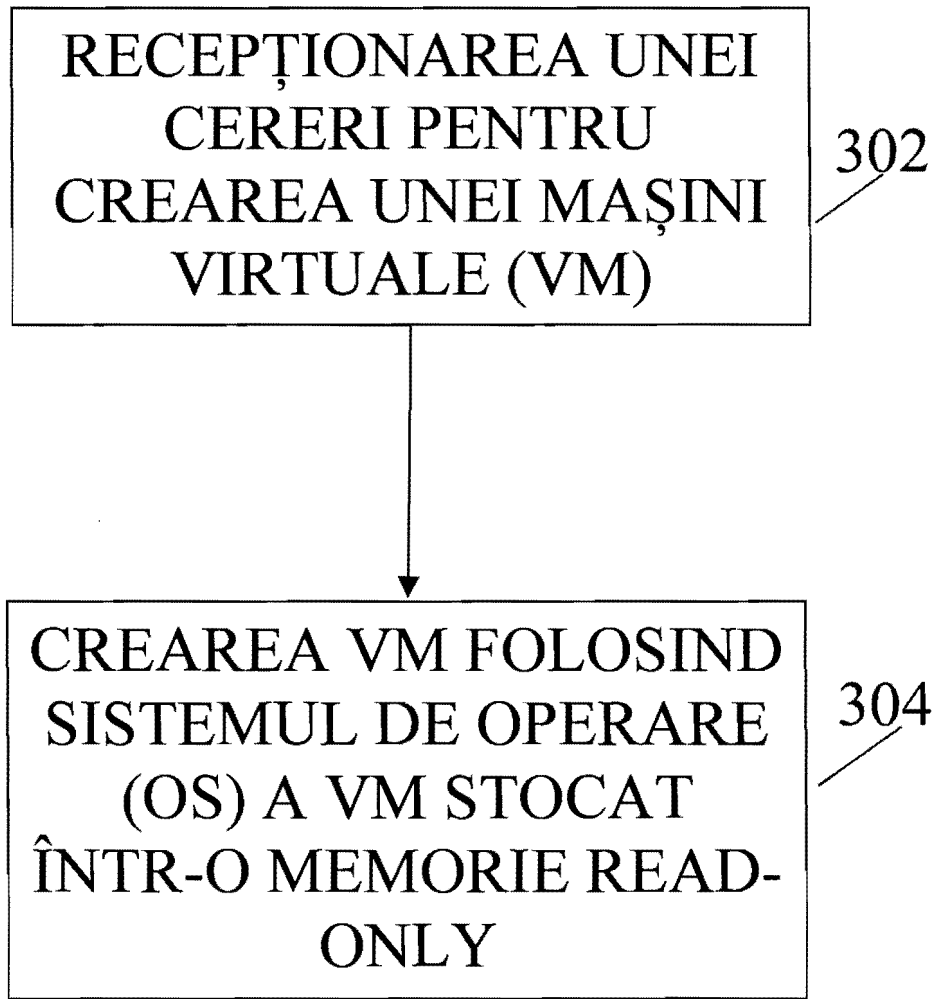 RECEPȚIONAREA UNEI
CERERI PENTRU
CREAREA UNEI MAȘINI
VIRTUALE (VM)
302
CREAREA VM FOLOSIND
SISTEMUL DE OPERARE
(OS) A VM STOCAT
ÎNTR-O MEMORIE READ-
ONLY
304